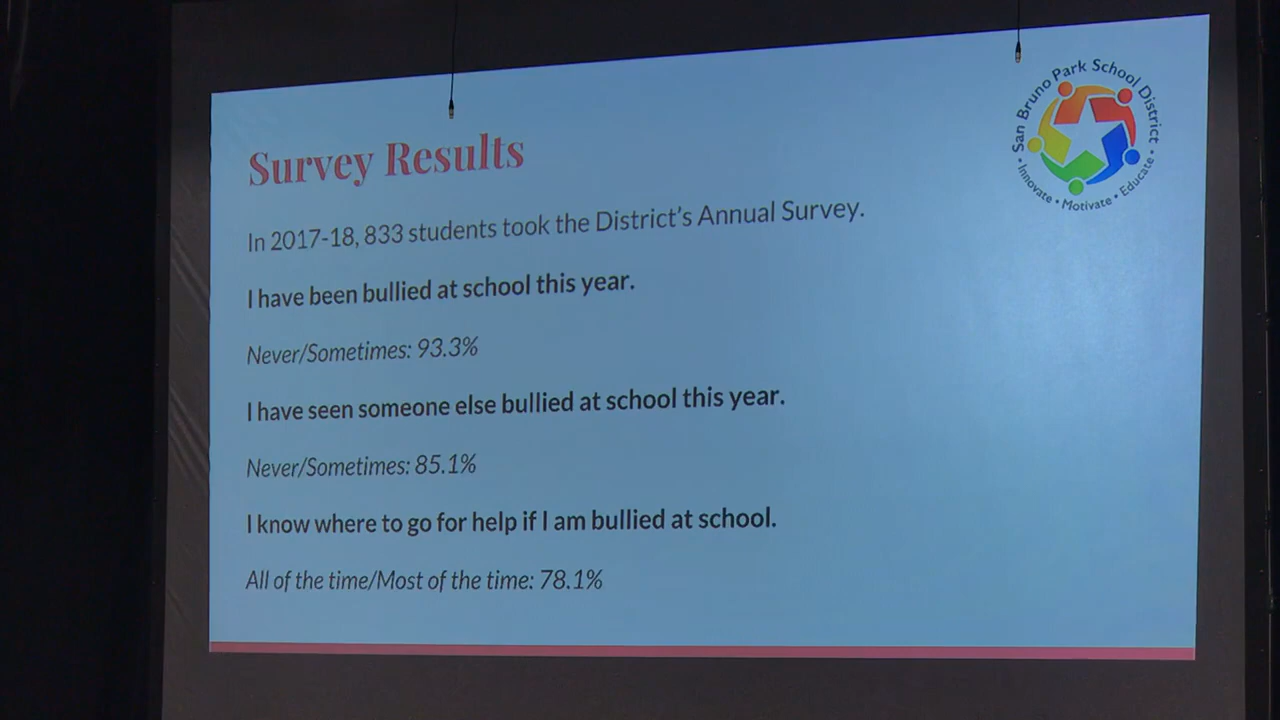 San Bruno Park School District
• Innovate • Motivate • Educate •
Survey Results
In 2017-18, 833 students took the District's Annual Survey.
I have been bullied at school this year.
Never/Sometimes: 93.3%
I have seen someone else bullied at school this year.
Never/Sometimes: 85.1%
I know where to go for help if I am bullied at school.
All of the time/Most of the time: 78.1%